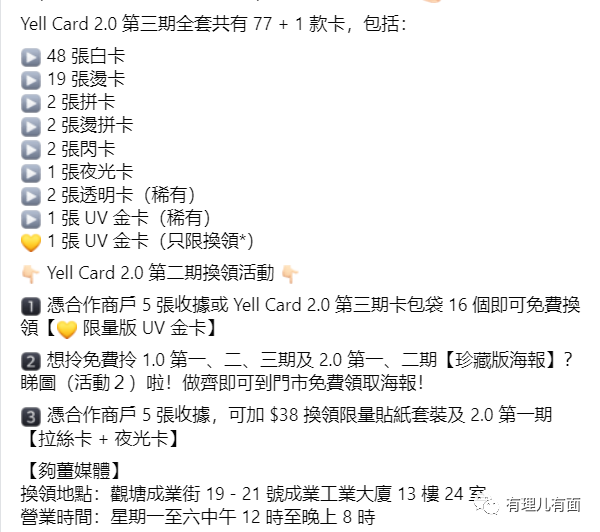 Yell Card 2.0 第三期全套共有 77 + 1 款卡，包括：
▶ 48 張白卡
▶ 19 張燙卡
▶ 2 張拼卡
▶ 2 張燙拼卡
▶ 2 張閃卡
▶ 1 張夜光卡
▶ 2 張透明卡（稀有）
▶ 1 張 UV 金卡（稀有）
💛 1 張 UV 金卡（只限換領*）
👇🏻 Yell Card 2.0 第二期換領活動 👇🏻
1️⃣ 憑合作商戶 5 張收據或 Yell Card 2.0 第三期卡包袋 16 個即可免費換
領【💛 限量版 UV 金卡】
2️⃣ 想拎免費拎 1.0 第一、二、三期及 2.0 第一、二期【珍藏版海報】？
睇圖（活動２）啦！做齊即可到門市免費領取海報！
3️⃣ 憑合作商戶 5 張收據，可加 $38 換領限量貼紙套裝及 2.0 第一期
【拉絲卡 + 夜光卡】
【夠薑媒體】
換領地點：觀塘成業街 19 - 21 號成業工業大廈 13 樓 24 室
營業時間：星期一至六中午 12 時至晚上 8 時
有理儿有面